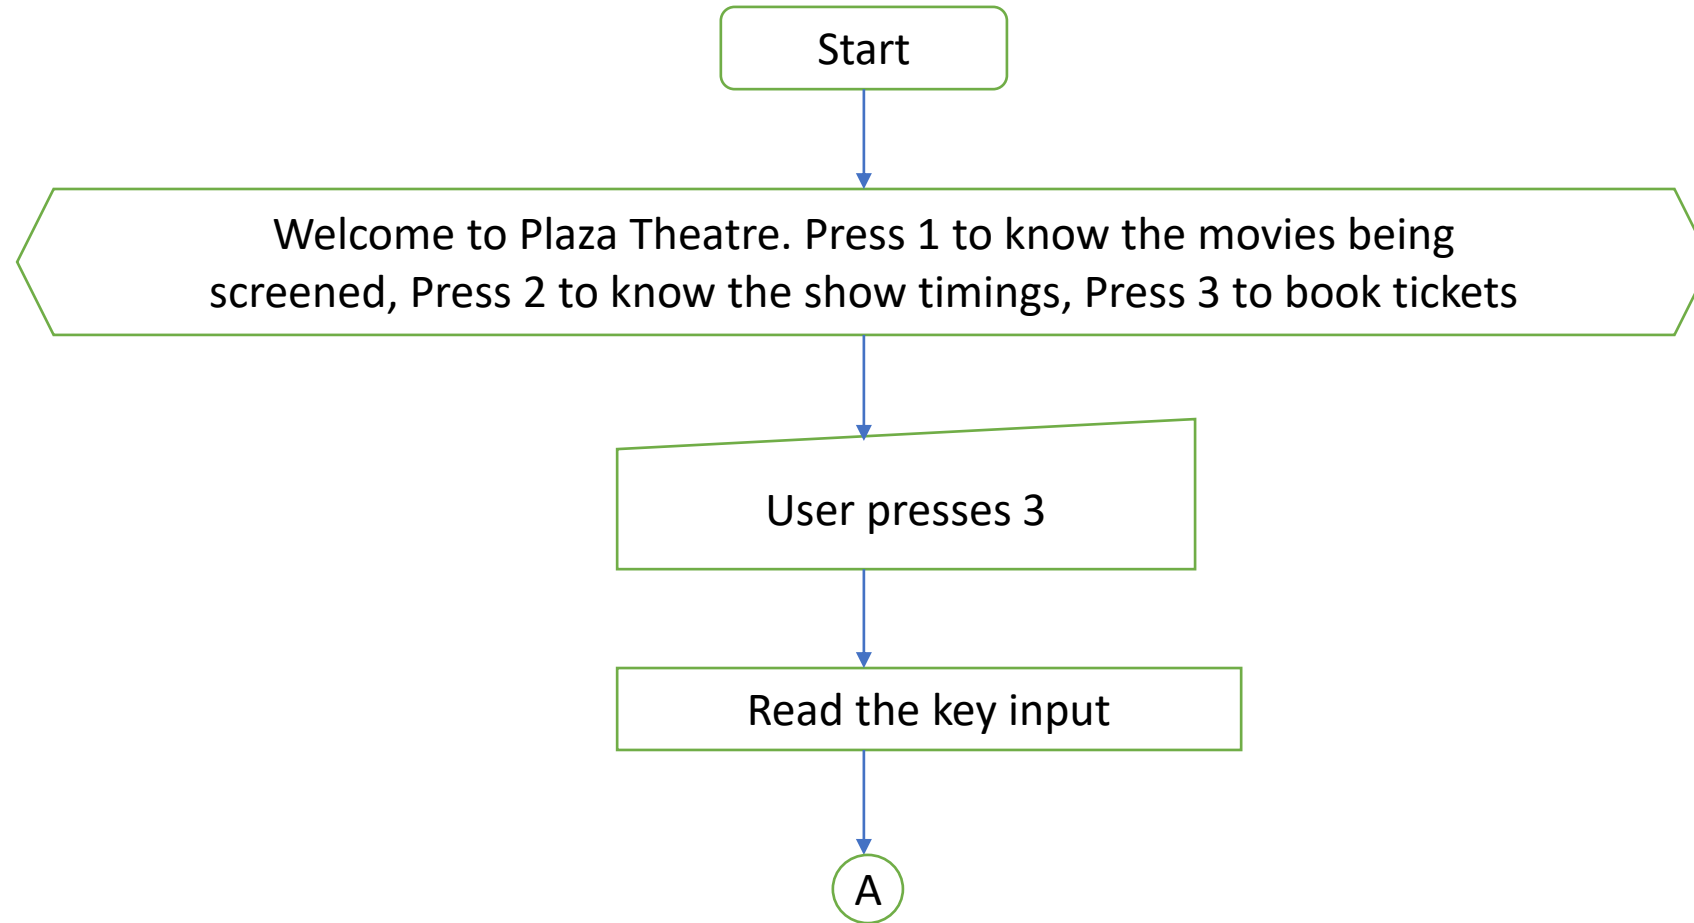 Start
Welcome to Plaza Theatre. Press 1 to know the movies being
screened, Press 2 to know the show timings, Press 3 to book tickets
User presses 3
Read the key input
A